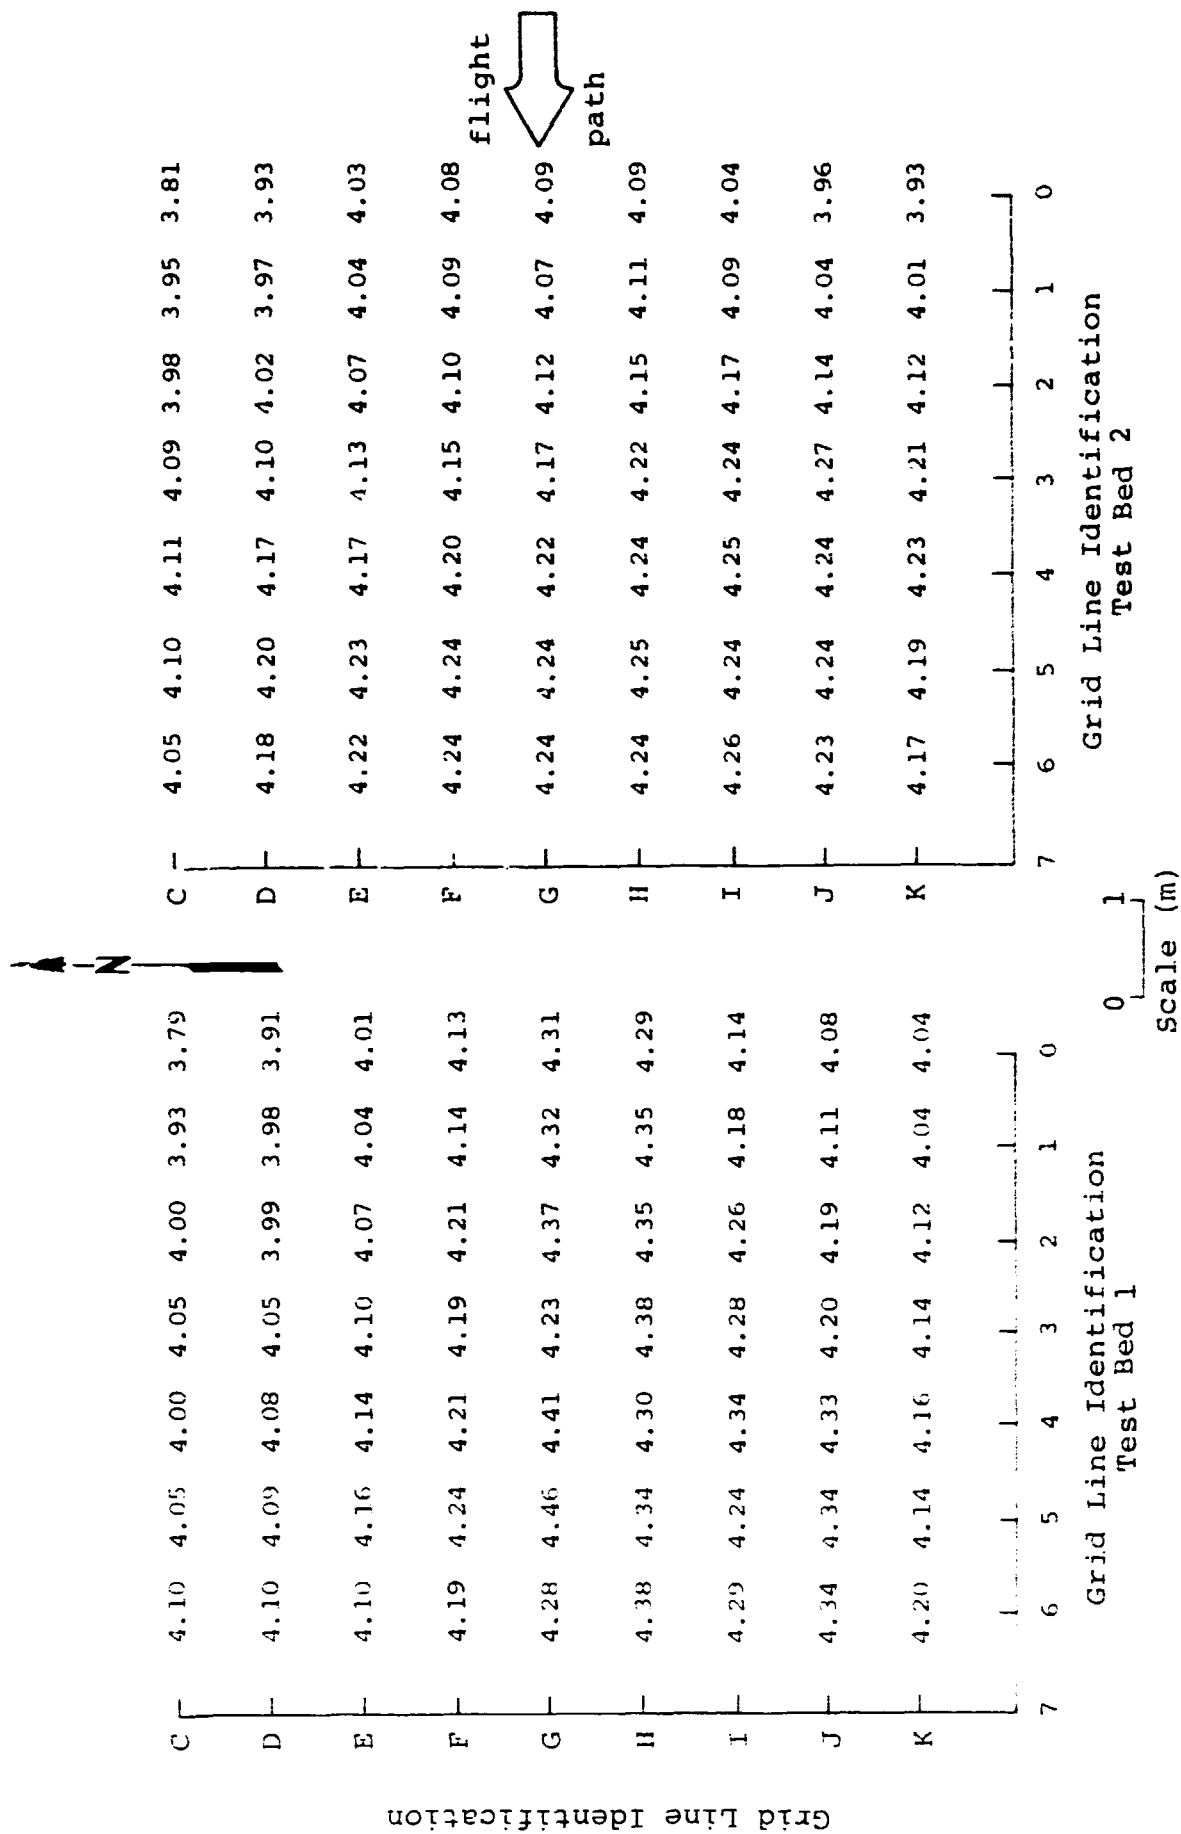 N
Grid Line Identification
C 4.10 4.05 4.00 4.05 4.00 3.93 3.79
D 4.10 4.09 4.08 4.05 3.99 3.98 3.91
E 4.10 4.16 4.14 4.10 4.07 4.04 4.01
F 4.19 4.24 4.21 4.19 4.21 4.14 4.13
G 4.28 4.46 4.41 4.23 4.37 4.32 4.31
H 4.38 4.34 4.30 4.38 4.35 4.35 4.29
I 4.29 4.24 4.34 4.28 4.26 4.18 4.14
J 4.34 4.34 4.33 4.20 4.19 4.11 4.08
K 4.20 4.14 4.16 4.14 4.12 4.04 4.04
7 6 5 4 3 2 1 0
Grid Line Identification
Test Bed 1
0 1
Scale (m)
C 4.05 4.10 4.11 4.09 3.98 3.95 3.81
D 4.18 4.20 4.17 4.10 4.02 3.97 3.93
E 4.22 4.23 4.17 4.13 4.07 4.04 4.03
F 4.24 4.24 4.20 4.15 4.10 4.09 4.08
G 4.24 4.24 4.22 4.17 4.12 4.07 4.09
H 4.24 4.25 4.24 4.22 4.15 4.11 4.09
I 4.26 4.24 4.25 4.24 4.17 4.09 4.04
J 4.23 4.24 4.24 4.27 4.14 4.04 3.96
K 4.17 4.19 4.23 4.21 4.12 4.01 3.93
7 6 5 4 3 2 1 0
Grid Line Identification
Test Bed 2
flight
path